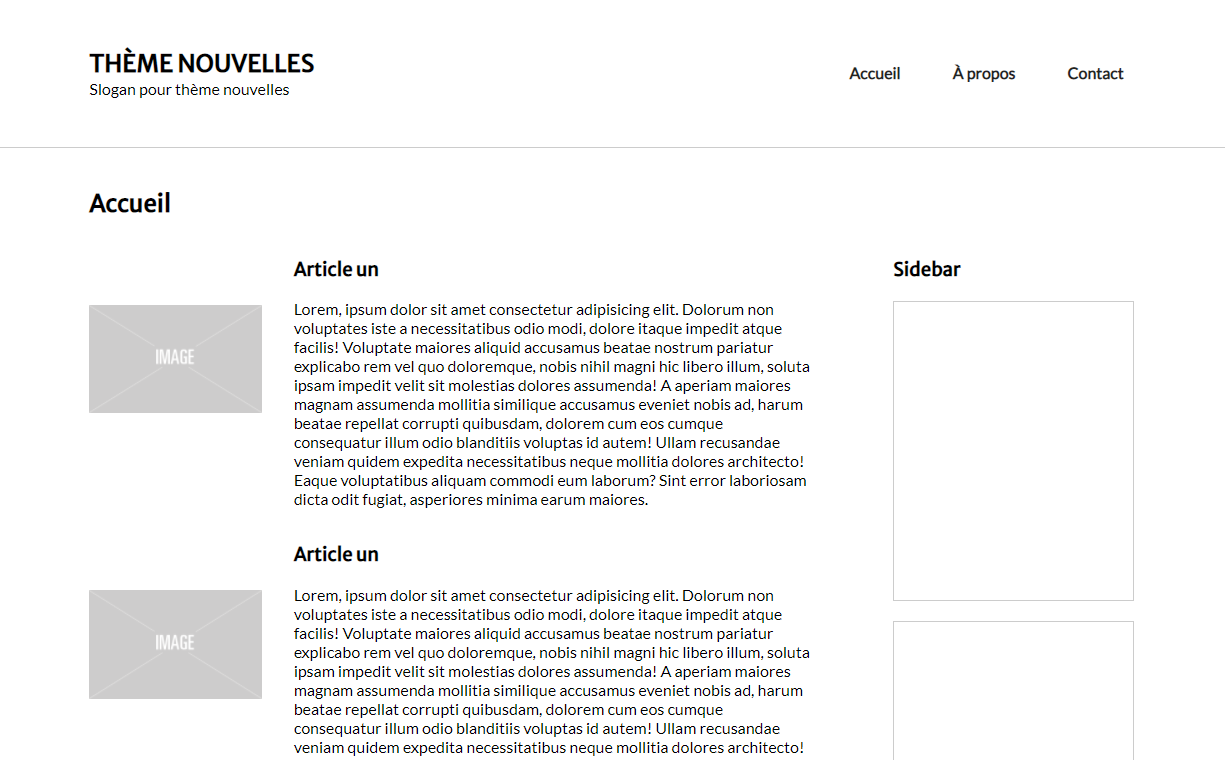 THÈME NOUVELLES
Slogan pour thème nouvelles
Accueil
À propos
Contact
Accueil
Article un
IMAGE
Lorem, ipsum dolor sit amet consectetur adipisicing elit. Dolorum non
voluptates iste a necessitatibus odio modi, dolore itaque impedit atque
facilis! Voluptate maiores aliquid accusamus beatae nostrum pariatur
explicabo rem vel quo doloremque, nobis nihil magni hic libero illum, soluta
ipsam impedit velit sit molestias dolores assumenda! A aperiam maiores
magnam assumenda mollitia similique accusamus eveniet nobis ad, harum
beatae repellat corrupti quibusdam, dolorem cum eos cumque
consequatur illum odio blanditiis voluptas id autem! Ullam recusandae
veniam quidem expedita necessitatibus neque mollitia dolores architecto!
Eaque voluptatibus aliquam commodi eum laborum? Sint error laboriosam
dicta odit fugiat, asperiores minima earum maiores.
Article un
IMAGE
Lorem, ipsum dolor sit amet consectetur adipisicing elit. Dolorum non
voluptates iste a necessitatibus odio modi, dolore itaque impedit atque
facilis! Voluptate maiores aliquid accusamus beatae nostrum pariatur
explicabo rem vel quo doloremque, nobis nihil magni hic libero illum, soluta
ipsam impedit velit sit molestias dolores assumenda! A aperiam maiores
magnam assumenda mollitia similique accusamus eveniet nobis ad, harum
beatae repellat corrupti quibusdam, dolorem cum eos cumque
consequatur illum odio blanditiis voluptas id autem! Ullam recusandae
veniam quidem expedita necessitatibus neque mollitia dolores architecto!
Sidebar